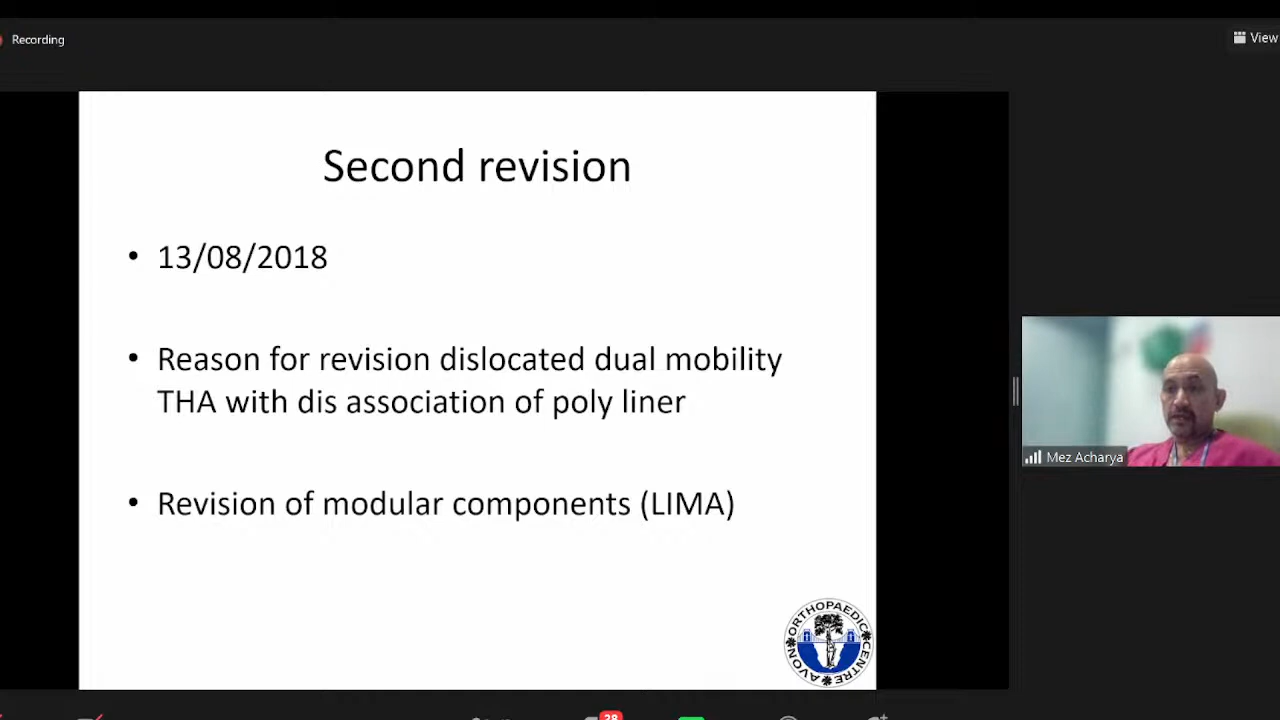 Recording
View
Second revision
• 13/08/2018
• Reason for revision dislocated dual mobility
THA with dis association of poly liner
• Revision of modular components (LIMA)
Mez Acharya
AVON ORTHOPAEDIC CENTRE
28